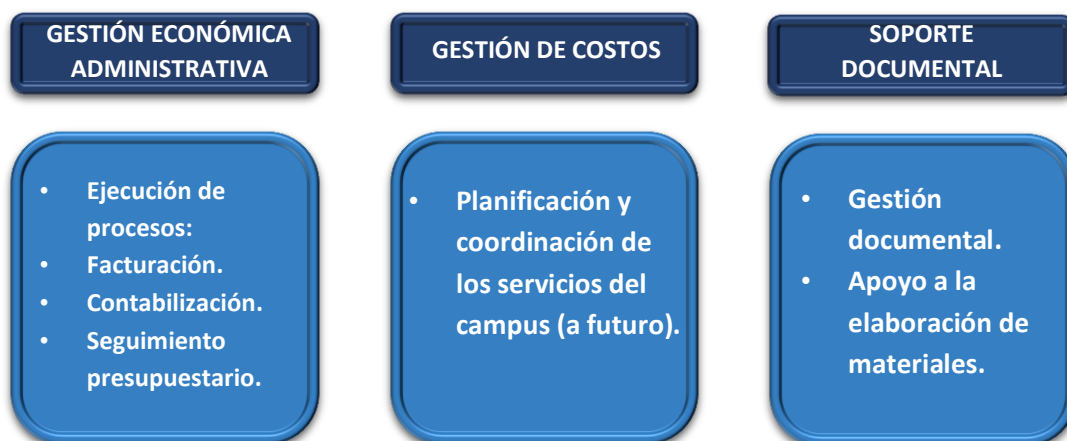 GESTIÓN ECONÓMICA
ADMINISTRATIVA
• Ejecución de
procesos:
• Facturación.
• Contabilización.
• Seguimiento
presupuestario.
GESTIÓN DE COSTOS
• Planificación y
coordinación de
los servicios del
campus (a futuro).
SOPORTE
DOCUMENTAL
• Gestión
documental.
• Apoyo a la
elaboración de
materiales.